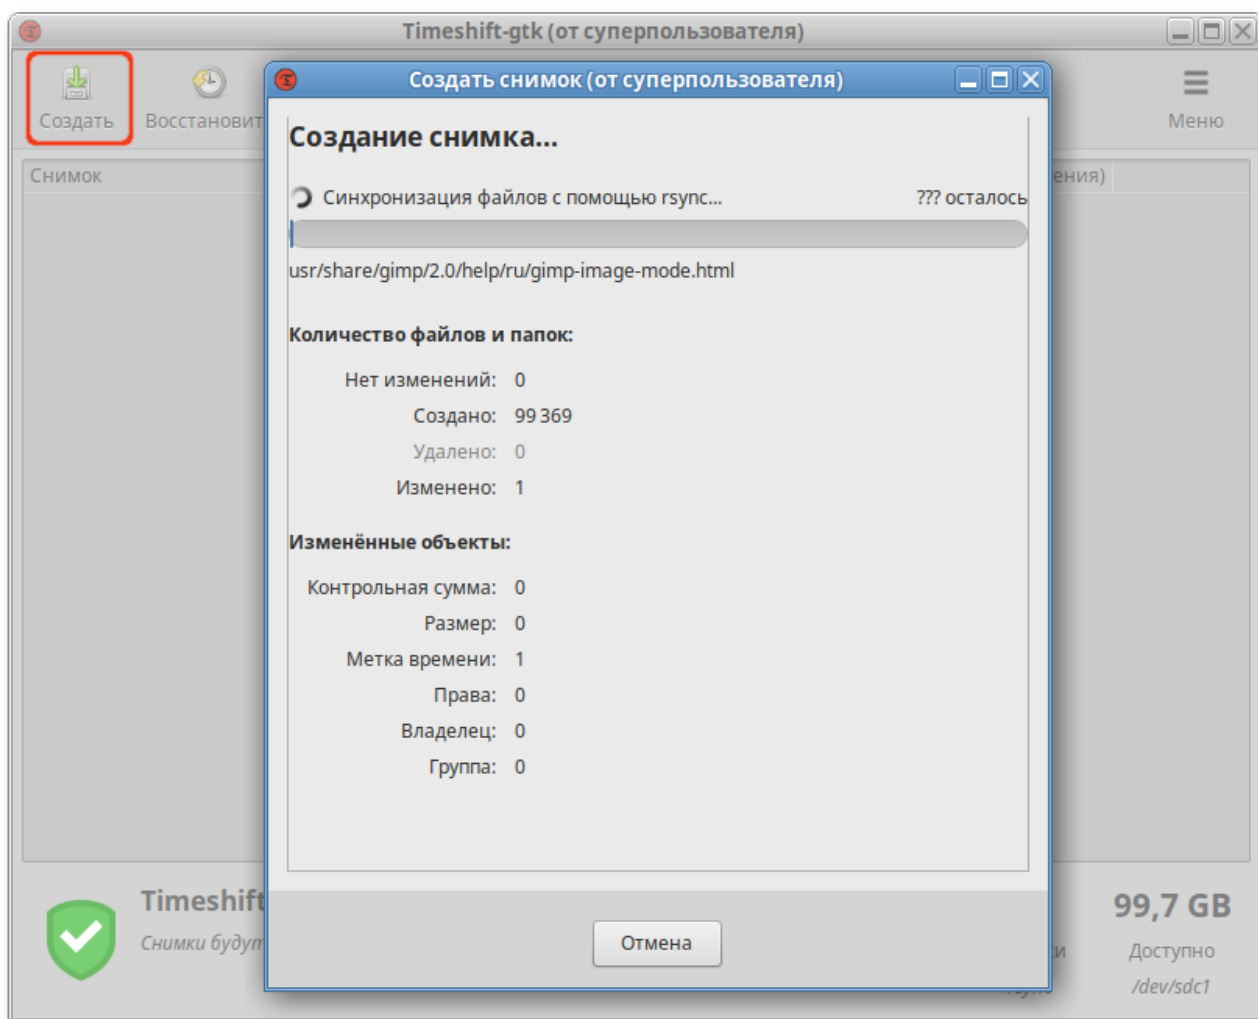 Timeshift-gtk (от суперпользователя)
Создать
Восстановит
Меню
Снимок
ения)
Создать снимок (от суперпользователя)
Создание снимка...
Синхронизация файлов с помощью rsync... ??? осталось
usr/share/gimp/2.0/help/ru/gimp-image-mode.html
Количество файлов и папок:
Нет изменений: 0
Создано: 99 369
Удалено: 0
Изменено: 1
Изменённые объекты:
Контрольная сумма: 0
Размер: 0
Метка времени: 1
Права: 0
Владелец: 0
Группа: 0
Отмена
Timeshift
Снимки будут
99,7 GB
Доступно
/dev/sdc1